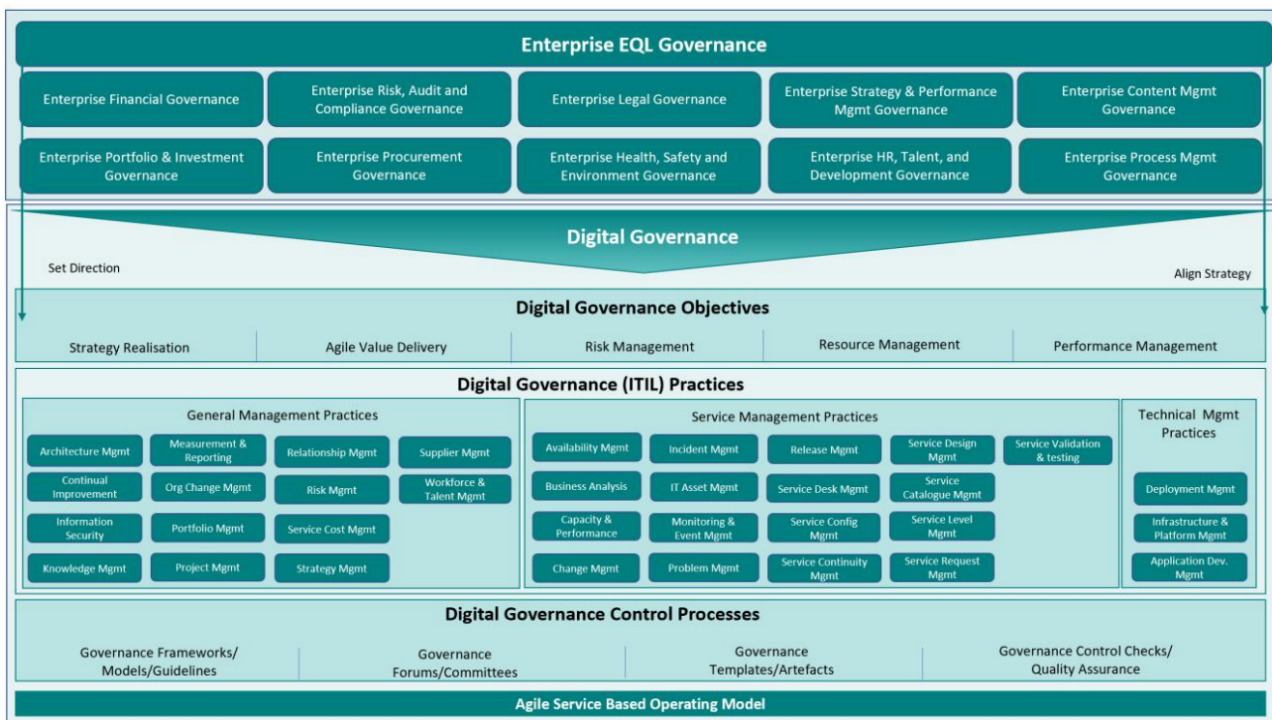 Enterprise EQL Governance
Enterprise Financial Governance
Enterprise Risk, Audit and
Compliance Governance
Enterprise Legal Governance
Enterprise Strategy & Performance
Mgmt Governance
Enterprise Content Mgmt
Governance
Enterprise Portfolio & Investment
Governance
Enterprise Procurement
Governance
Enterprise Health, Safety and
Environment Governance
Enterprise HR, Talent, and
Development Governance
Enterprise Process Mgmt
Governance
Digital Governance
Set Direction
Align Strategy
Digital Governance Objectives
Strategy Realisation
Agile Value Delivery
Risk Management
Resource Management
Performance Management
Digital Governance (ITIL) Practices
General Management Practices
Architecture Mgmt
Measurement &
Reporting
Relationship Mgmt
Supplier Mgmt
Continual
Improvement
Org Change Mgmt
Risk Mgmt
Workforce &
Talent Mgmt
Information
Security
Portfolio Mgmt
Service Cost Mgmt
Knowledge Mgmt
Project Mgmt
Strategy Mgmt
Service Management Practices
Availability Mgmt
Incident Mgmt
Release Mgmt
Service Design
Mgmt
Service Validation
& testing
Business Analysis
IT Asset Mgmt
Service Desk Mgmt
Service
Catalogue Mgmt
Capacity &
Performance
Monitoring &
Event Mgmt
Service Config
Mgmt
Service Level
Mgmt
Change Mgmt
Problem Mgmt
Service Continuity
Mgmt
Service Request
Mgmt
Technical Mgmt
Practices
Deployment Mgmt
Infrastructure &
Platform Mgmt
Application Dev.
Mgmt
Digital Governance Control Processes
Governance Frameworks/
Models/Guidelines
Governance
Forums/Committees
Governance
Templates/Artefacts
Governance Control Checks/
Quality Assurance
Agile Service Based Operating Model